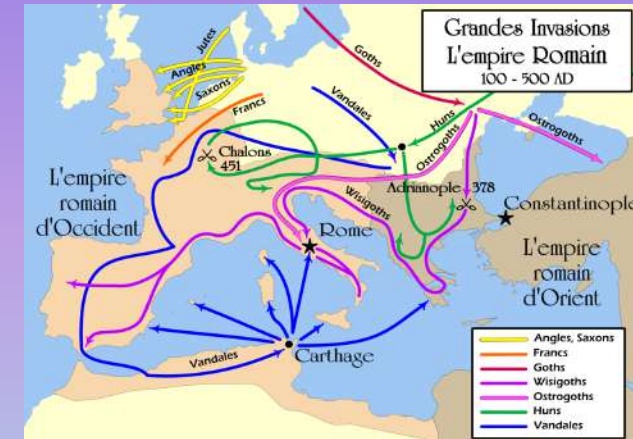 Grandes Invasions
L'empire Romain
100 - 500 AD
Jutes
Angles
Saxons
Goths
Francs
Vandales
Huns
Ostrogoths
Ostrogoths
Chalons
451
Adrianople 378
L'empire
romain
d'Occident
Wisigoths
Constantinople
Rome
L'empire
romain
d'Orient
Vandales
Carthage
Angles, Saxons
Francs
Goths
Wisigoths
Ostrogoths
Huns
Vandales